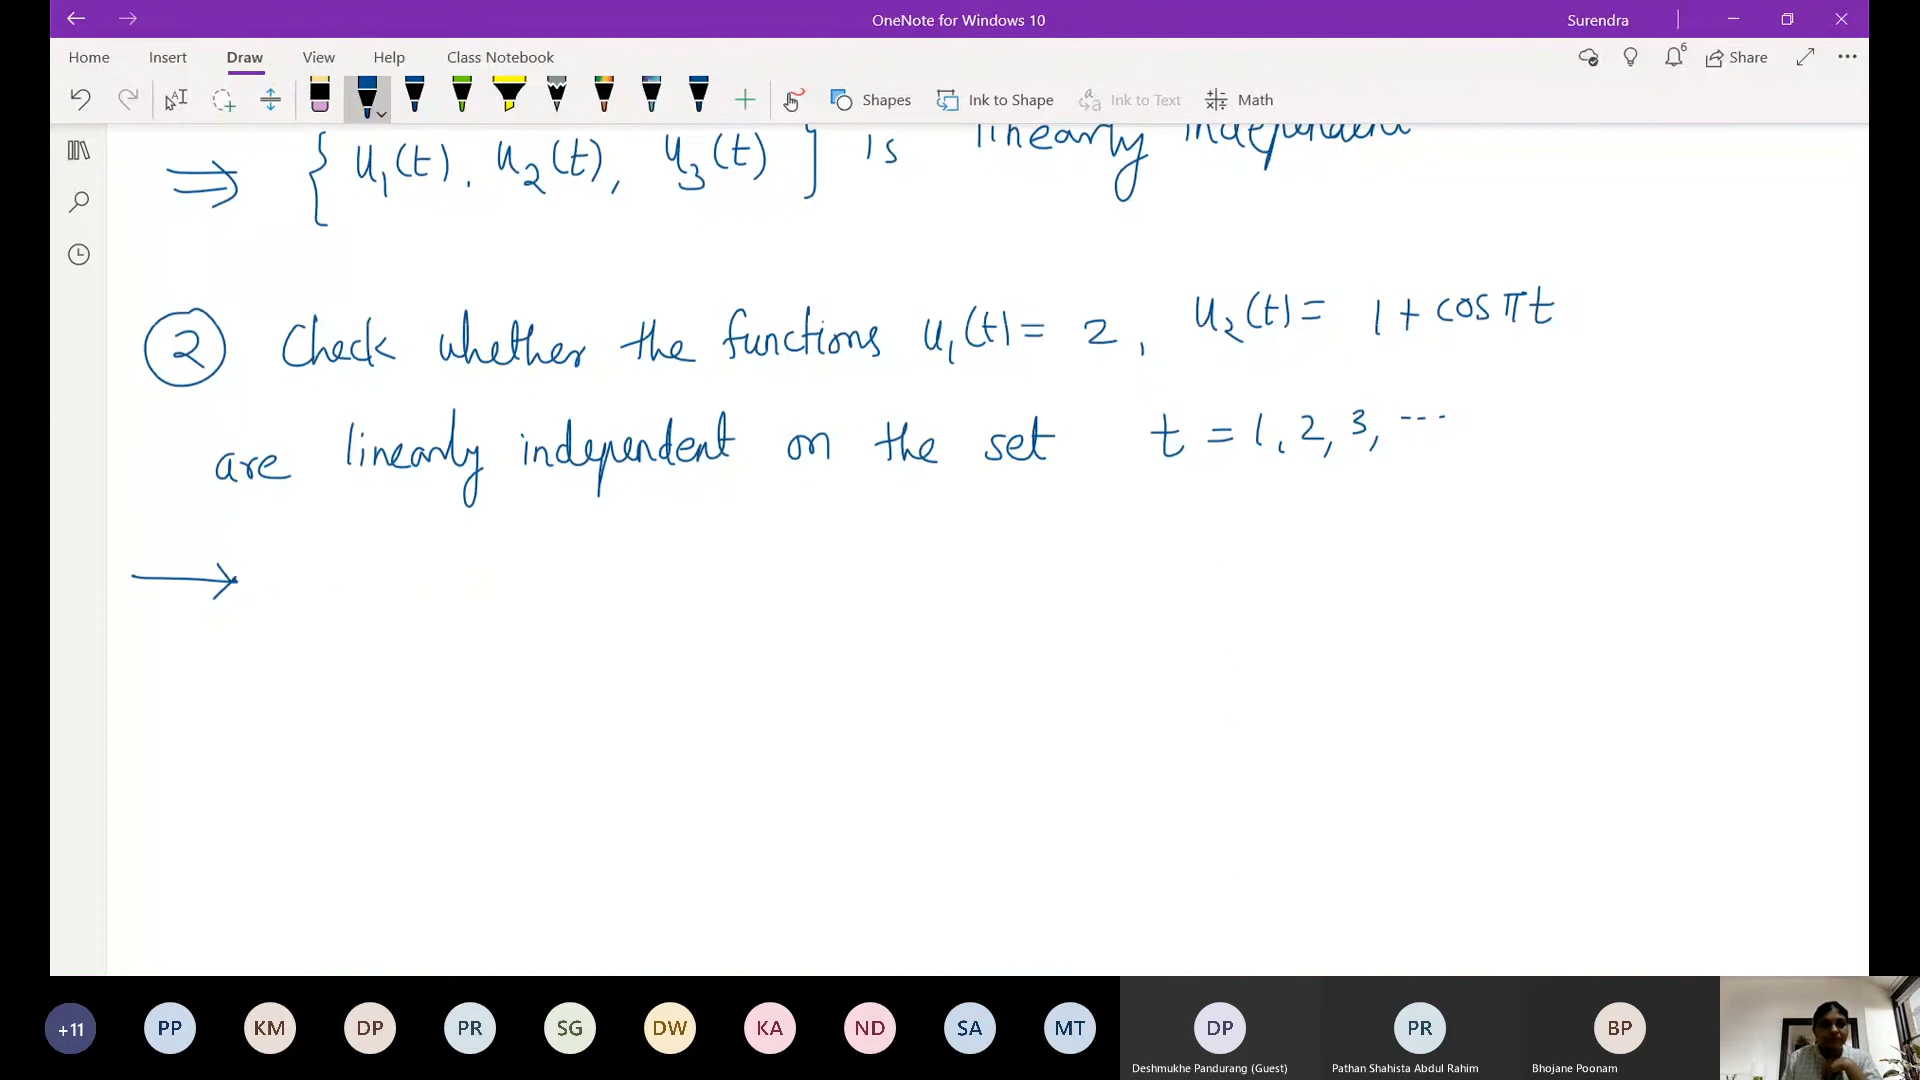 OneNote for Windows 10
Surendra
Home Insert Draw View Help Class Notebook
6
Share
Shapes Ink to Shape Ink to Text Math
⇒ { u₁(t), u₂(t), u₃(t) } is linearly independent
② Check whether the functions u₁(t) = 2, u₂(t) = 1 + cos πt
are linearly independent on the set t = 1, 2, 3, ---
→
+11 PP KM DP PR SG DW KA ND SA MT DP PR BP
Deshmukhe Pandurang (Guest) Pathan Shahista Abdul Rahim Bhojane Poonam